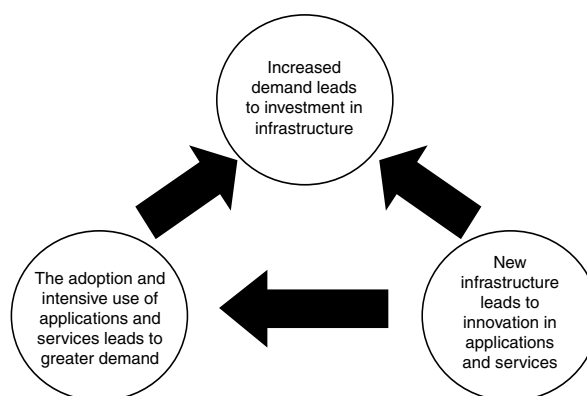 Increased
demand leads
to investment in
infrastructure
The adoption and
intensive use of
applications and
services leads to
greater demand
New
infrastructure
leads to
innovation in
applications
and services